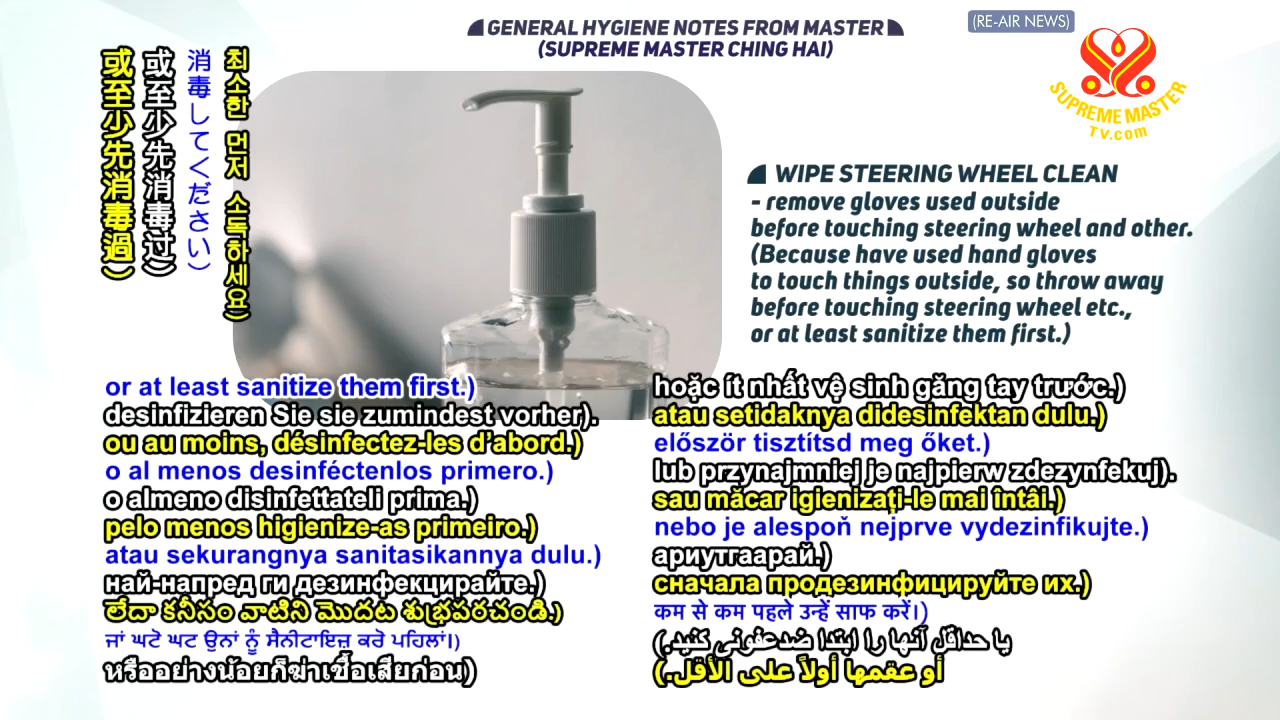 GENERAL HYGIENE NOTES FROM MASTER
(SUPREME MASTER CHING HAI)
(RE-AIR NEWS)
SUPREME MASTER
TV.com
或至少先消毒過)
或至少先消毒过)
消毒してください)
최소한 먼저 소독하세요)
WIPE STEERING WHEEL CLEAN
- remove gloves used outside
before touching steering wheel and other.
(Because have used hand gloves
to touch things outside, so throw away
before touching steering wheel etc.,
or at least sanitize them first.)
or at least sanitize them first.)
desinfizieren Sie sie zumindest vorher).
ou au moins, désinfectez-les d’abord.)
o al menos desinféctenlos primero.)
o almeno disinfettateli prima.)
pelo menos higienize-as primeiro.)
atau sekurangnya sanitasikannya dulu.)
най-напред ги дезинфекцирайте.)
లేదా కనీసం వాటిని మొదట శుభ్రపరచండి.)
ਜਾਂ ਘਟੋ ਘਟ ਉਨਾਂ ਨੂੰ ਸੈਨੀਟਾਇਜ਼ ਕਰੋ ਪਹਿਲਾਂ।)
หรืออย่างน้อยก็ฆ่าเชื้อเสียก่อน)
hoặc ít nhất vệ sinh găng tay trước.)
atau setidaknya didesinfektan dulu.)
először tisztítsd meg őket.)
lub przynajmniej je najpierw zdezynfekuj).
sau măcar igienizați-le mai întâi.)
nebo je alespoň nejprve vydezinfikujte.)
ариутгаарай.)
сначала продезинфицируйте их.)
कम से कम पहले उन्हें साफ करें।)
یا حداقل آنها را ابتدا ضدعفونی کنید.)
أو عقمها أولاً على الأقل.)